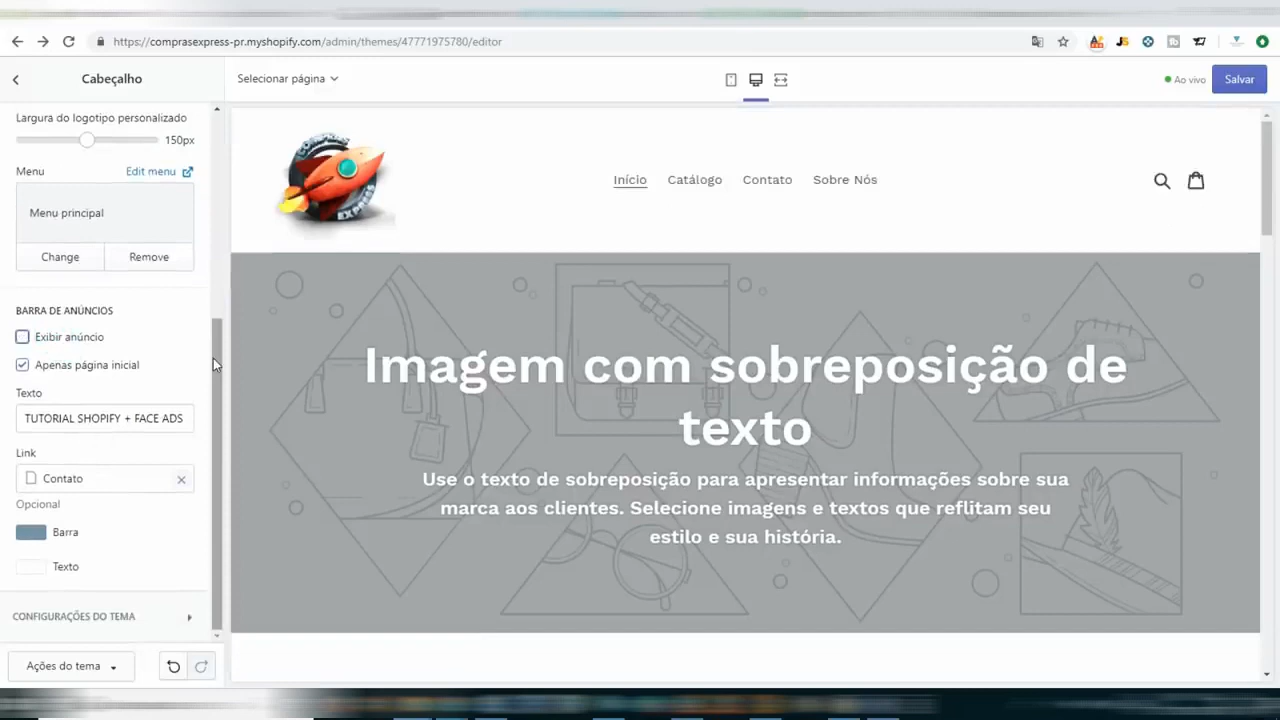 https://comprasexpress-pr.myshopify.com/admin/themes/47771975780/editor
Cabeçalho
Selecionar página
Ao vivo
Salvar
Largura do logotipo personalizado
150px
Menu
Edit menu
Menu principal
Change
Remove
BARRA DE ANÚNCIOS
Exibir anúncio
Apenas página inicial
Texto
TUTORIAL SHOPIFY + FACE ADS
Link
Contato
Opcional
Barra
Texto
CONFIGURAÇÕES DO TEMA
Ações do tema
EXPRESS
Início
Catálogo
Contato
Sobre Nós
Imagem com sobreposição de
texto
Use o texto de sobreposição para apresentar informações sobre sua
marca aos clientes. Selecione imagens e textos que reflitam seu
estilo e sua história.